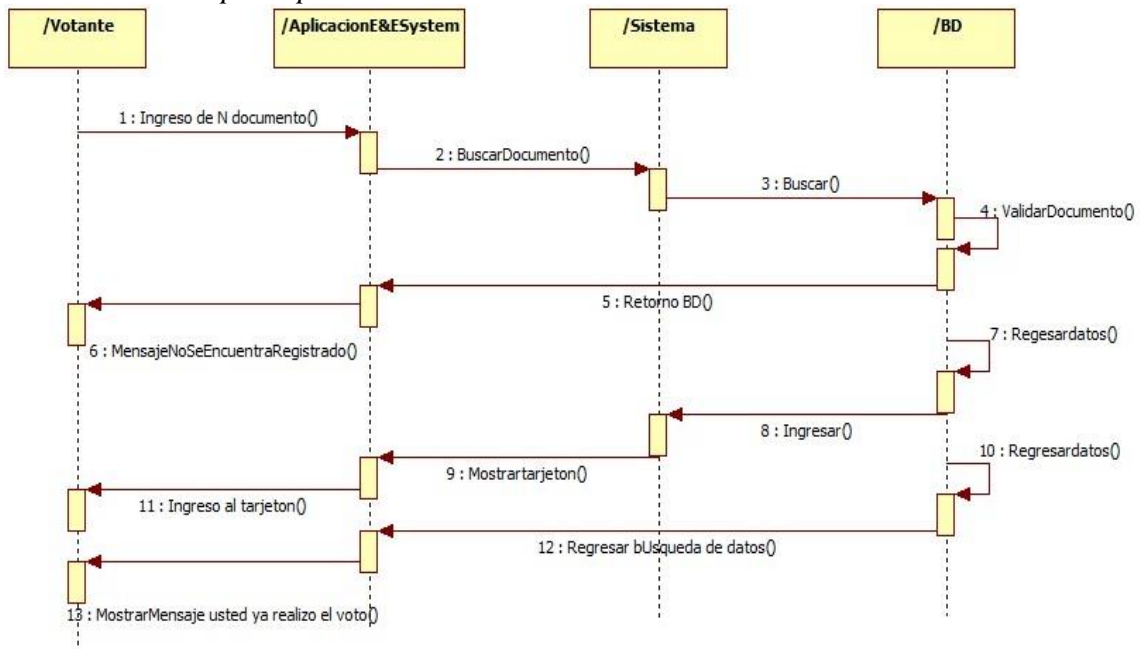 /Votante
/AplicacionE&ESystem
/Sistema
/BD
1 : Ingreso de N documento()
2 : BuscarDocumento()
3 : Buscar()
4 : ValidarDocumento()
5 : Retorno BD()
6 : MensajeNoSeEncuentraRegistrado()
7 : Regesardatos()
8 : Ingresar()
9 : Mostrartarjeton()
10 : Regresardatos()
11 : Ingreso al tarjeton()
12 : Regresar bUsqueda de datos()
13 : MostrarMensaje usted ya realizo el voto()